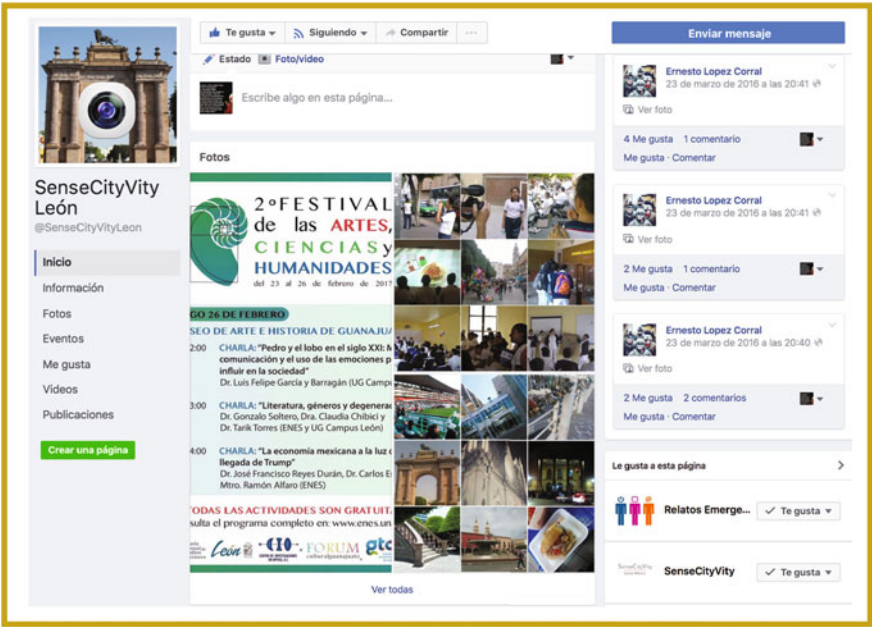 Te gusta
Siguiendo
Compartir
Enviar mensaje
SenseCityVity
León
@SenseCityVityLeon
Inicio
Información
Fotos
Eventos
Me gusta
Videos
Publicaciones
Crear una página
Estado Foto/video
Escribe algo en esta página...
Fotos
2º FESTIVAL
de las ARTES,
CIENCIAS y
HUMANIDADES
del 23 al 26 de febrero de 2017
GO 26 DE FEBRERO
SEO DE ARTE E HISTORIA DE GUANAJU
2:00 CHARLA: "Pedro y el lobo en el siglo XXI: M
comunicación y el uso de las emociones p
influir en la sociedad"
Dr. Luis Felipe García y Barragán (UG Campu
3:00 CHARLA: "Literatura, géneros y degenerac
Dr. Gonzalo Soltero, Dra. Claudia Chibici y
Dr. Tarik Torres (ENES y UG Campus León)
4:00 CHARLA: "La economía mexicana a la luz d
llegada de Trump"
Dr. José Francisco Reyes Durán, Dr. Carlos E
Mtro. Ramón Alfaro (ENES)
ODAS LAS ACTIVIDADES SON GRATUIT
sulta el programa completo en: www.enes.un
León
CIO
FORUM
culturalguanajuato
gto
Ver todas
Ernesto Lopez Corral
23 de marzo de 2016 a las 20:41
Ver foto
4 Me gusta 1 comentario
Me gusta · Comentar
Ernesto Lopez Corral
23 de marzo de 2016 a las 20:41
Ver foto
2 Me gusta 1 comentario
Me gusta · Comentar
Ernesto Lopez Corral
23 de marzo de 2016 a las 20:40
Ver foto
2 Me gusta 2 comentarios
Me gusta · Comentar
Le gusta a esta página
Relatos Emerge... Te gusta
SenseCityVity
SenseCityVity Te gusta